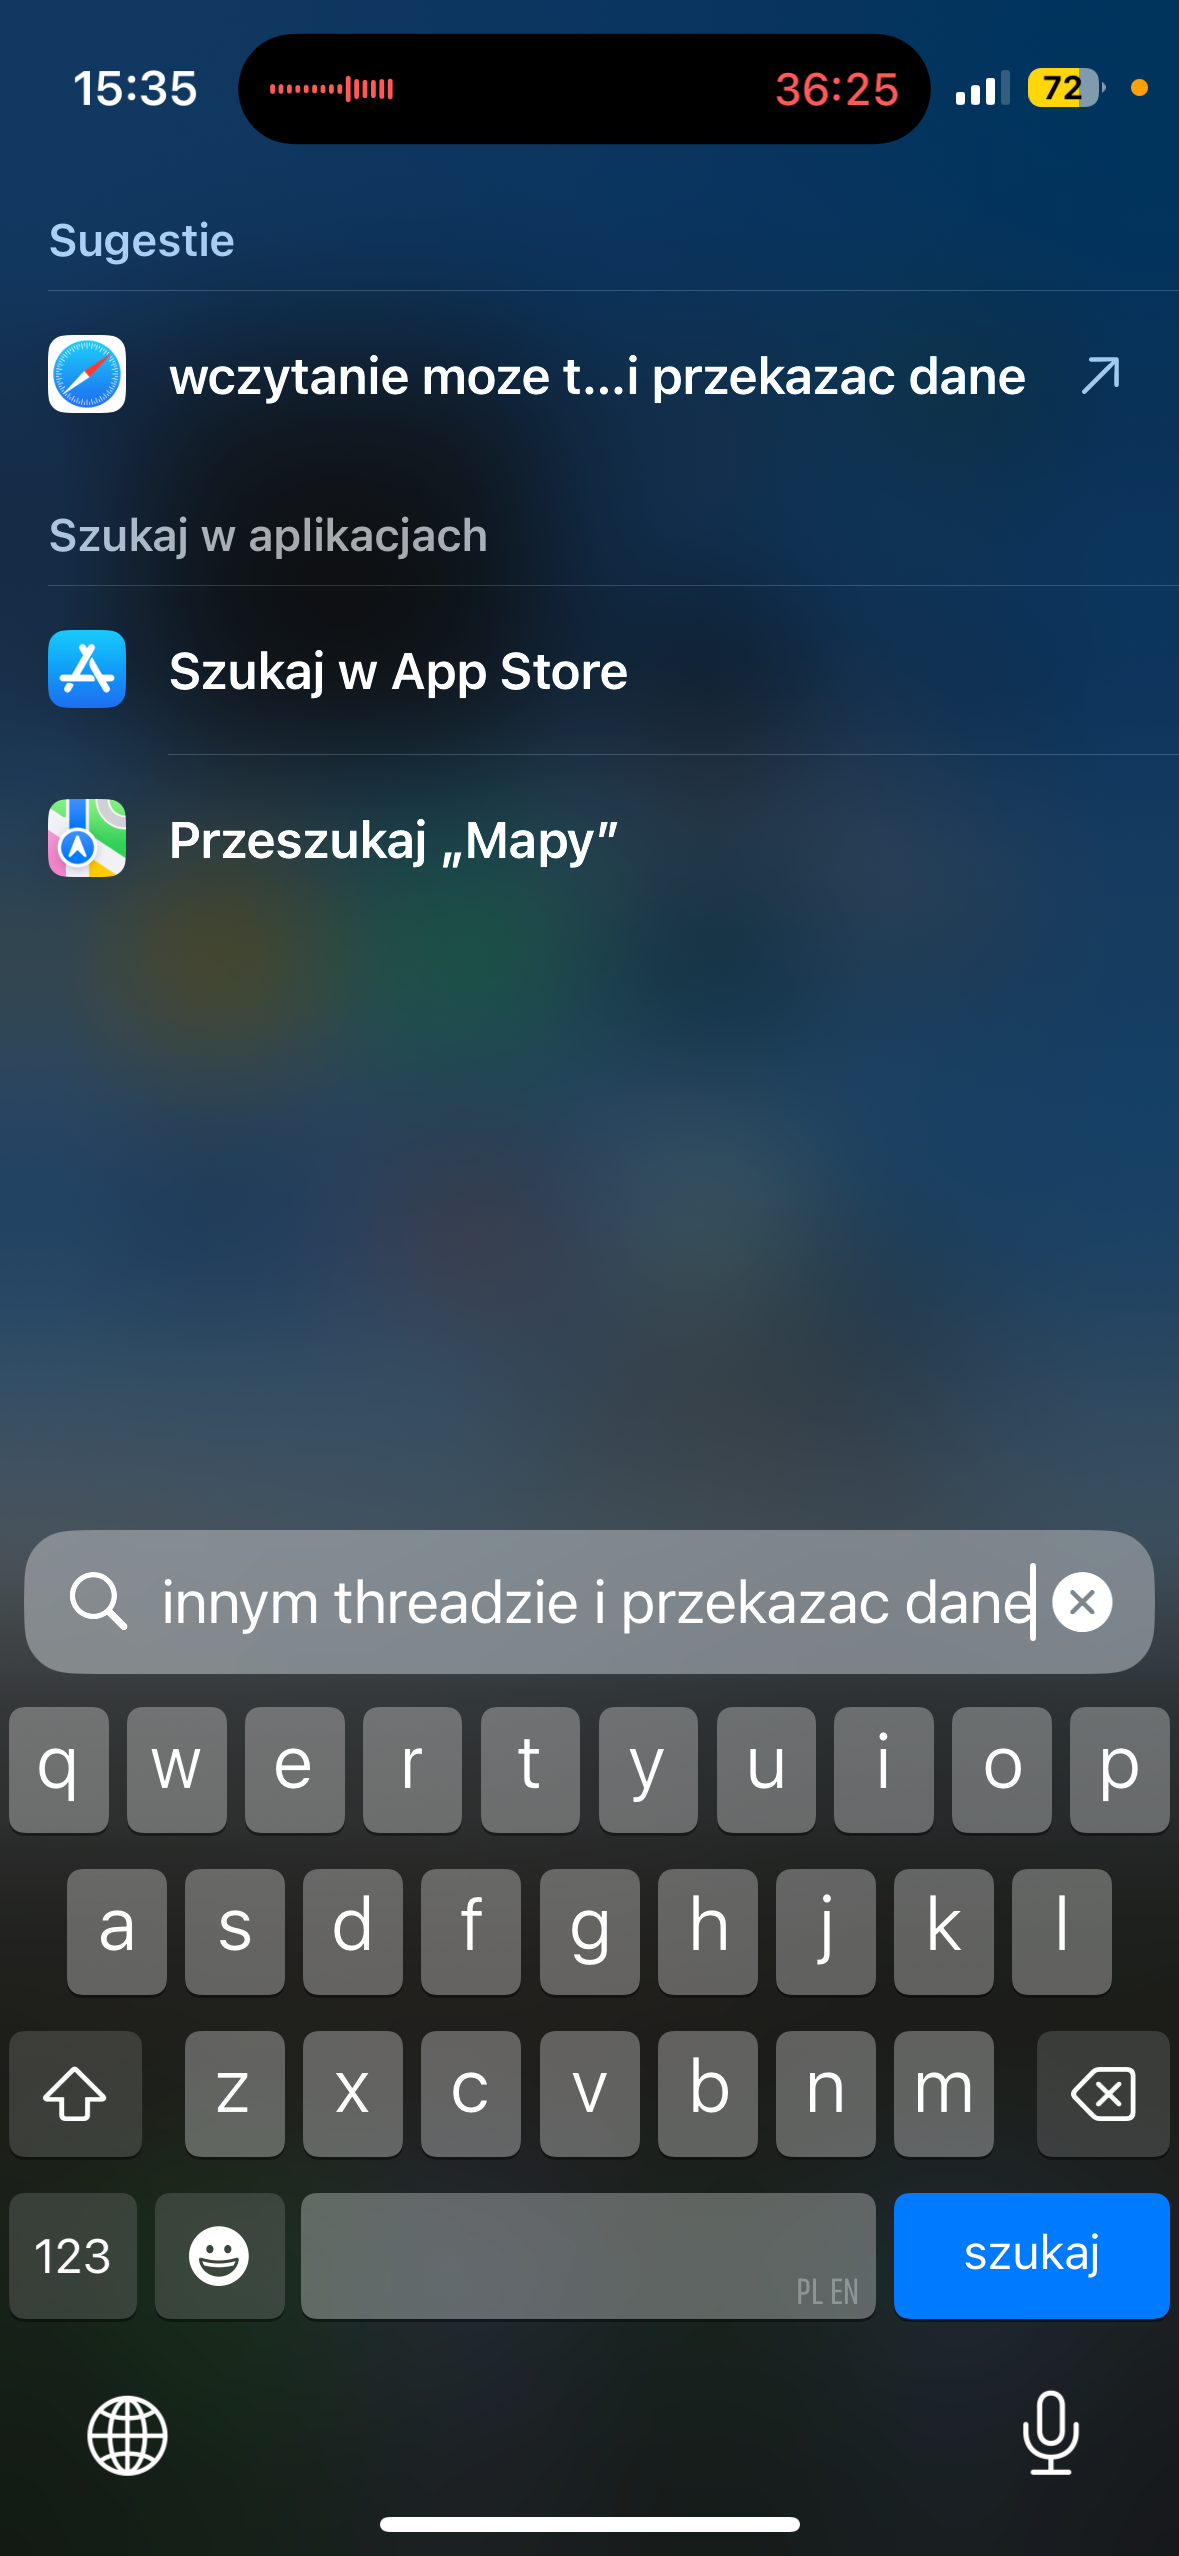 15:35
36:25
72
Sugestie
wczytanie moze t...i przekazac dane
Szukaj w aplikacjach
Szukaj w App Store
Przeszukaj „Mapy”
innym threadzie i przekazac dane
q w e r t y u i o p
a s d f g h j k l
z x c v b n m
123
PL EN
szukaj